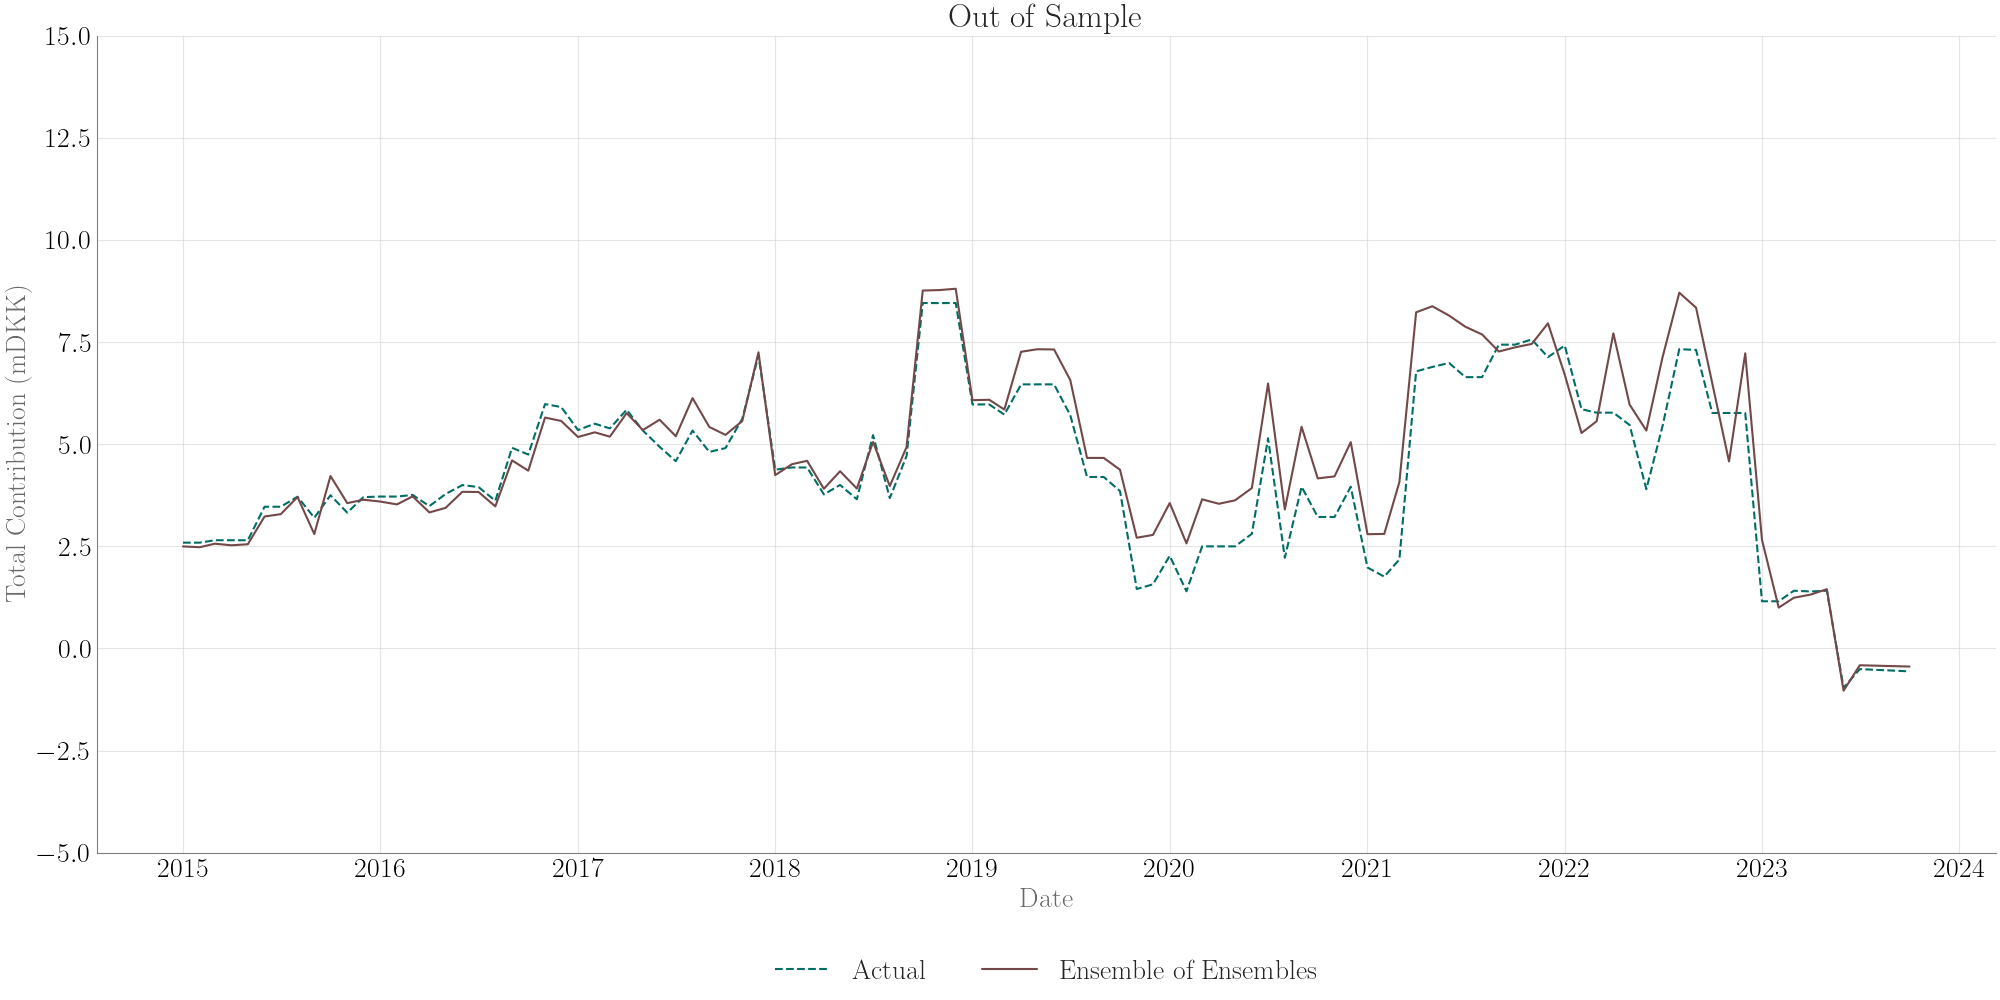 Out of Sample
15.0
12.5
10.0
7.5
5.0
2.5
0.0
−2.5
−5.0
Total Contribution (mDKK)
2015 2016 2017 2018 2019 2020 2021 2022 2023 2024
Date
Actual Ensemble of Ensembles